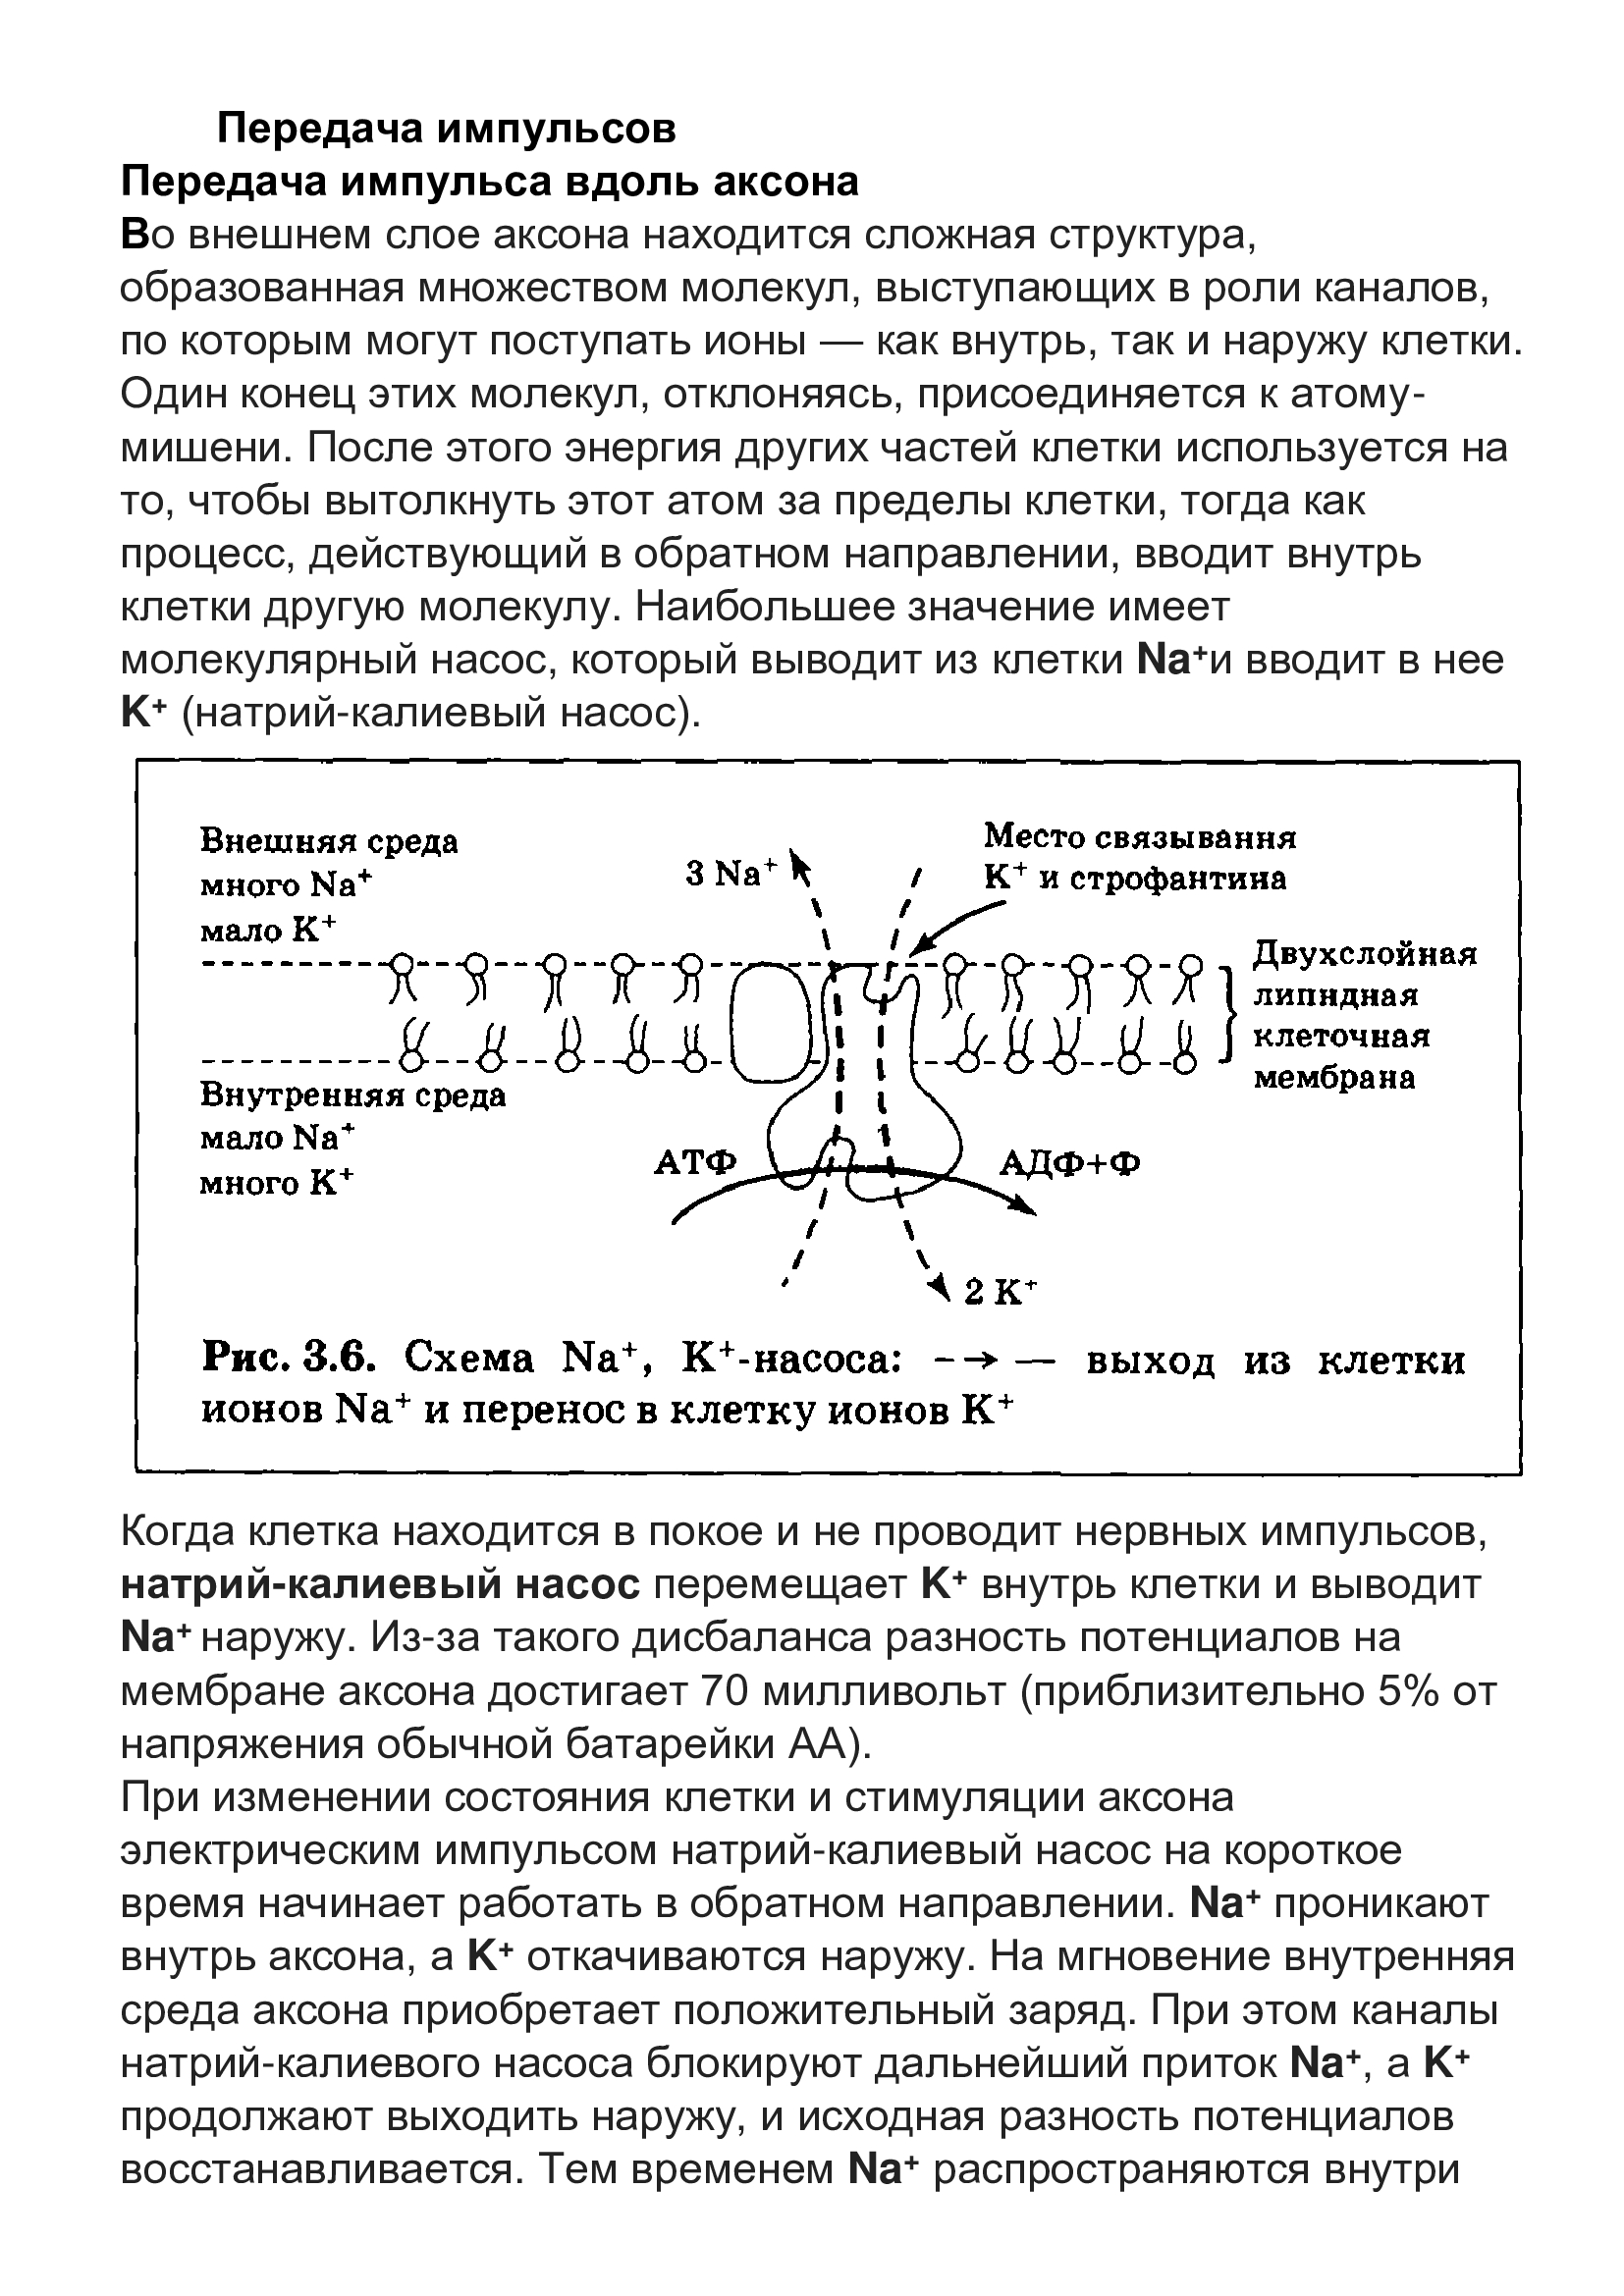 Передача импульсов
Передача импульса вдоль аксона
Во внешнем слое аксона находится сложная структура,
образованная множеством молекул, выступающих в роли каналов,
по которым могут поступать ионы — как внутрь, так и наружу клетки.
Один конец этих молекул, отклоняясь, присоединяется к атому-
мишени. После этого энергия других частей клетки используется на
то, чтобы вытолкнуть этот атом за пределы клетки, тогда как
процесс, действующий в обратном направлении, вводит внутрь
клетки другую молекулу. Наибольшее значение имеет
молекулярный насос, который выводит из клетки Na⁺и вводит в нее
K⁺ (натрий-калиевый насос).
Внешняя среда
много Na⁺
мало K⁺
3 Na⁺
Место связывання
K⁺ и строфантина
Двухслойная
липндная
клеточная
мембрана
Внутренняя среда
мало Na⁺
много K⁺
АТФ
АДФ+Ф
2 K⁺
Рис. 3.6. Схема Na⁺, K⁺-насоса: --→ — выход из клетки
ионов Na⁺ и перенос в клетку ионов K⁺
Когда клетка находится в покое и не проводит нервных импульсов,
натрий-калиевый насос перемещает K⁺ внутрь клетки и выводит
Na⁺ наружу. Из-за такого дисбаланса разность потенциалов на
мембране аксона достигает 70 милливольт (приблизительно 5% от
напряжения обычной батарейки АА).
При изменении состояния клетки и стимуляции аксона
электрическим импульсом натрий-калиевый насос на короткое
время начинает работать в обратном направлении. Na⁺ проникают
внутрь аксона, а K⁺ откачиваются наружу. На мгновение внутренняя
среда аксона приобретает положительный заряд. При этом каналы
натрий-калиевого насоса блокируют дальнейший приток Na⁺, а K⁺
продолжают выходить наружу, и исходная разность потенциалов
восстанавливается. Тем временем Na⁺ распространяются внутри